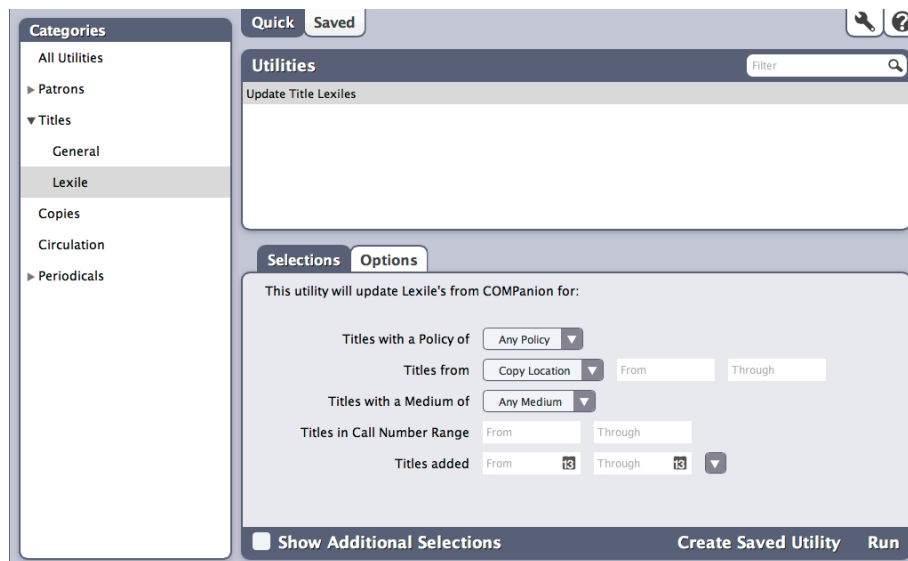 Categories
All Utilities
Patrons
Titles
General
Lexile
Copies
Circulation
Periodicals
Quick Saved
Utilities Filter
Update Title Lexiles
Selections Options
This utility will update Lexile's from COMPanion for:
Titles with a Policy of Any Policy
Titles from Copy Location From Through
Titles with a Medium of Any Medium
Titles in Call Number Range From Through
Titles added From 13 Through 13
Show Additional Selections Create Saved Utility Run